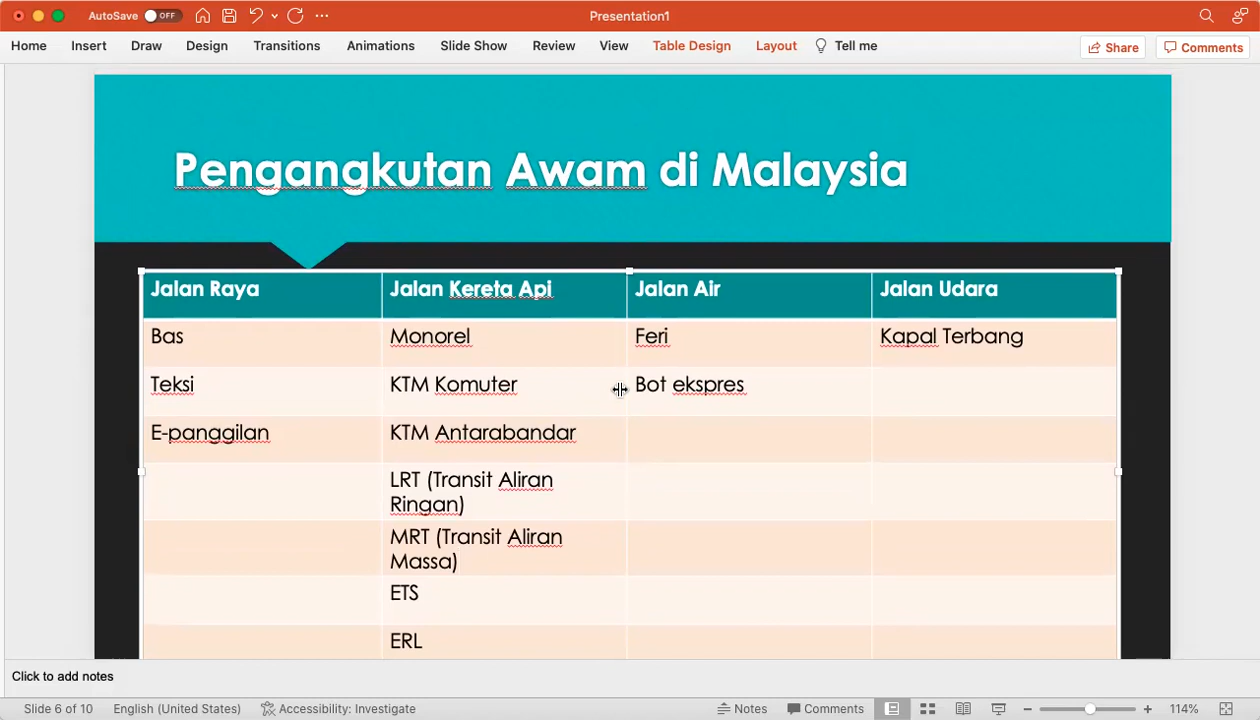 AutoSave OFF
Presentation1
Home Insert Draw Design Transitions Animations Slide Show Review View Table Design Layout Tell me Share Comments
Pengangkutan Awam di Malaysia
Jalan Raya Jalan Kereta Api Jalan Air Jalan Udara
Bas Monorel Feri Kapal Terbang
Teksi KTM Komuter Bot ekspres
E-panggilan KTM Antarabandar
LRT (Transit Aliran
Ringan)
MRT (Transit Aliran
Massa)
ETS
ERL
Click to add notes
Slide 6 of 10 English (United States) Accessibility: Investigate Notes Comments 114%